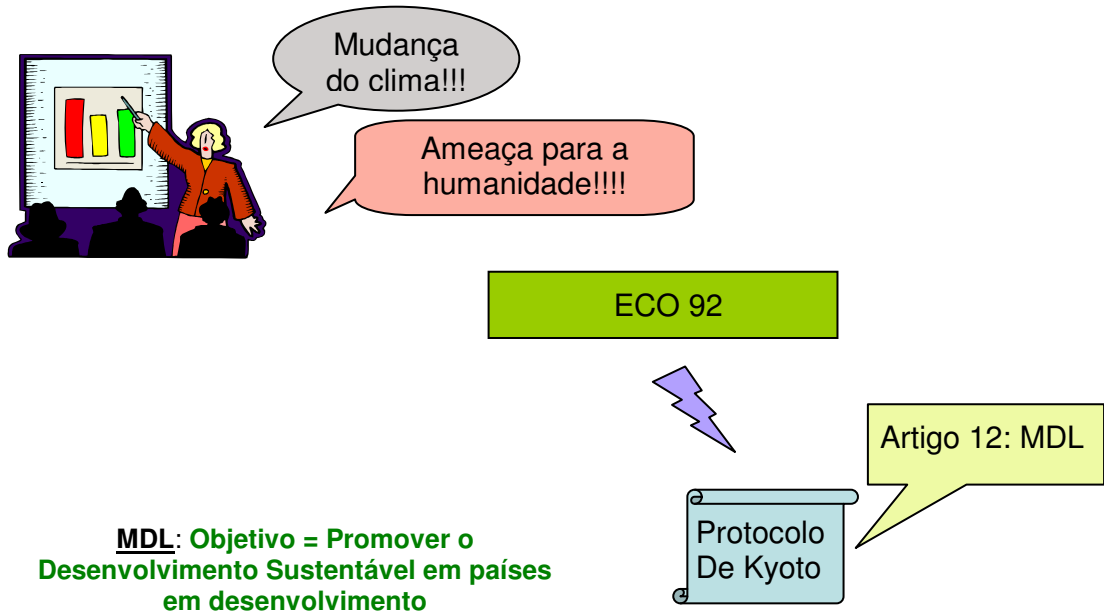 Mudança
do clima!!!
Ameaça para a
humanidade!!!!
ECO 92
Artigo 12: MDL
Protocolo
De Kyoto
MDL: Objetivo = Promover o
Desenvolvimento Sustentável em países
em desenvolvimento